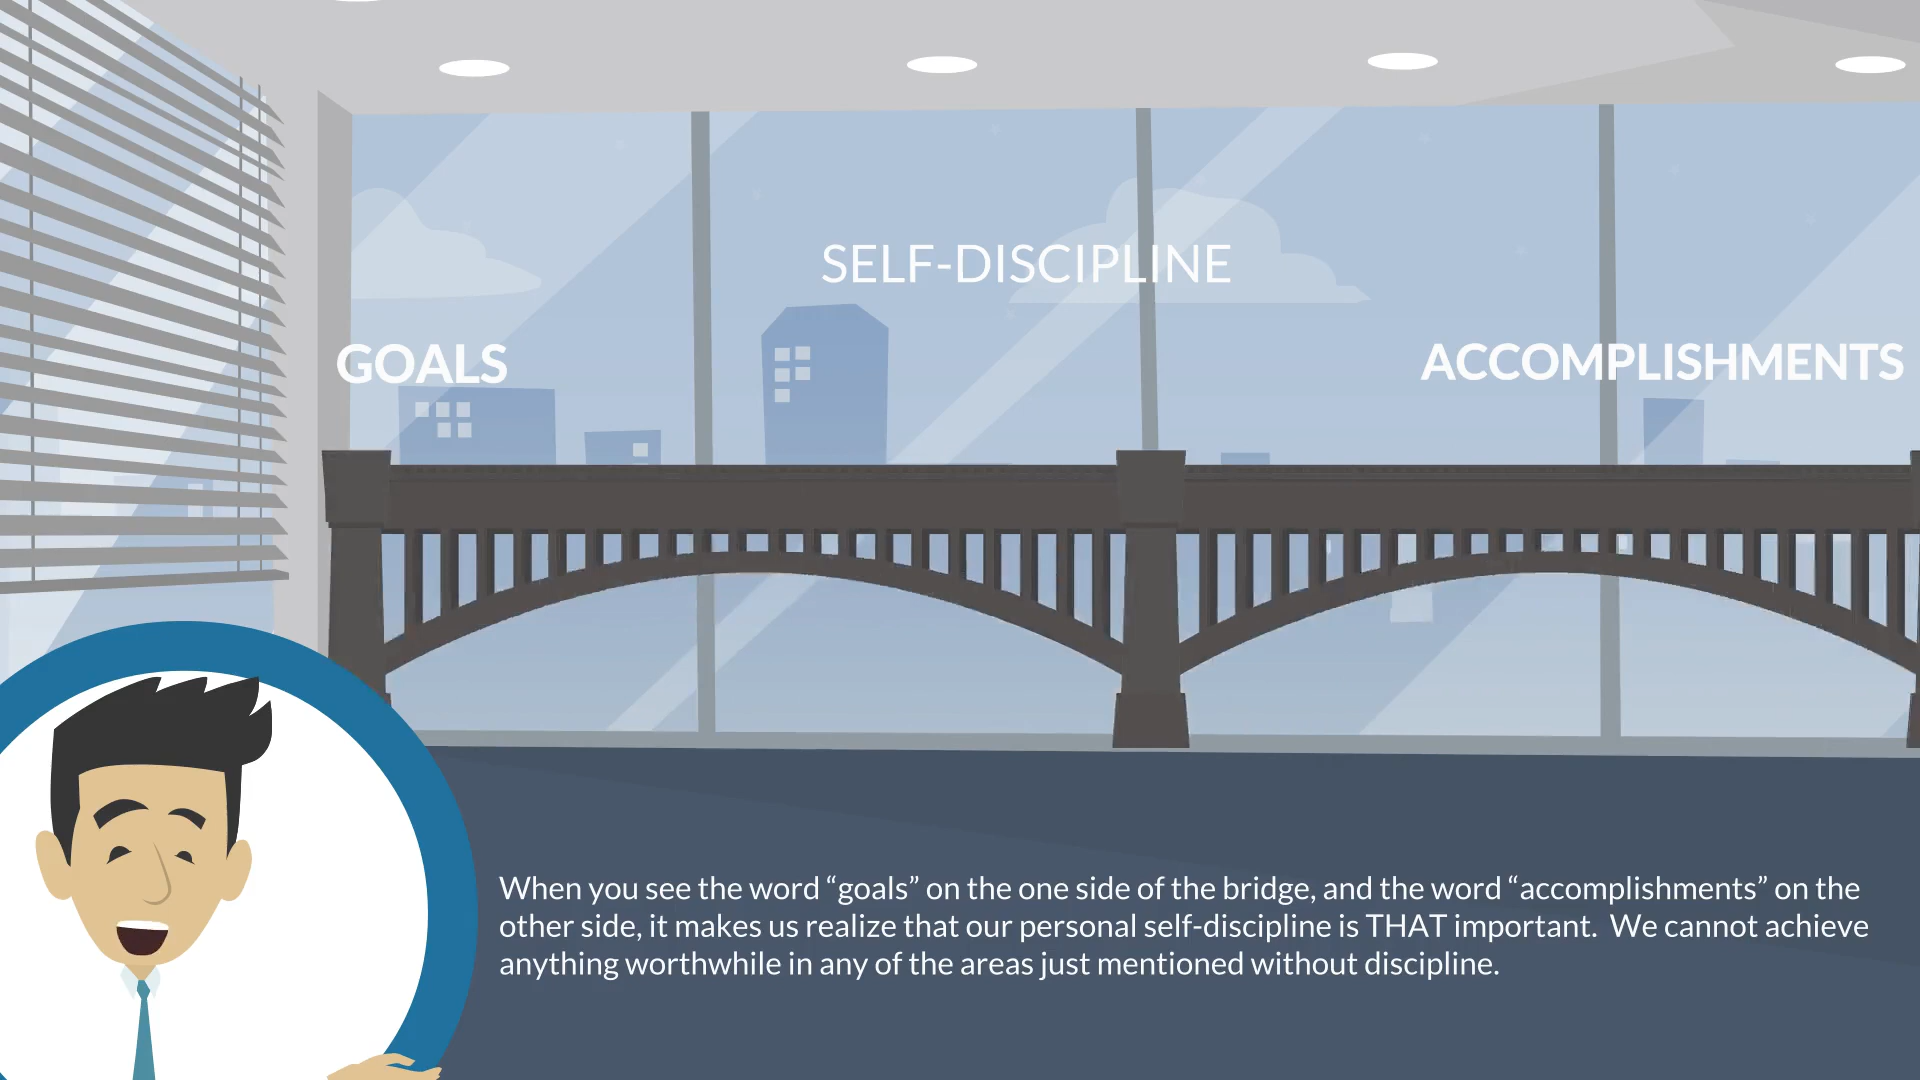 SELF-DISCIPLINE
GOALS
ACCOMPLISHMENTS
When you see the word “goals” on the one side of the bridge, and the word “accomplishments” on the
other side, it makes us realize that our personal self-discipline is THAT important.  We cannot achieve
anything worthwhile in any of the areas just mentioned without discipline.